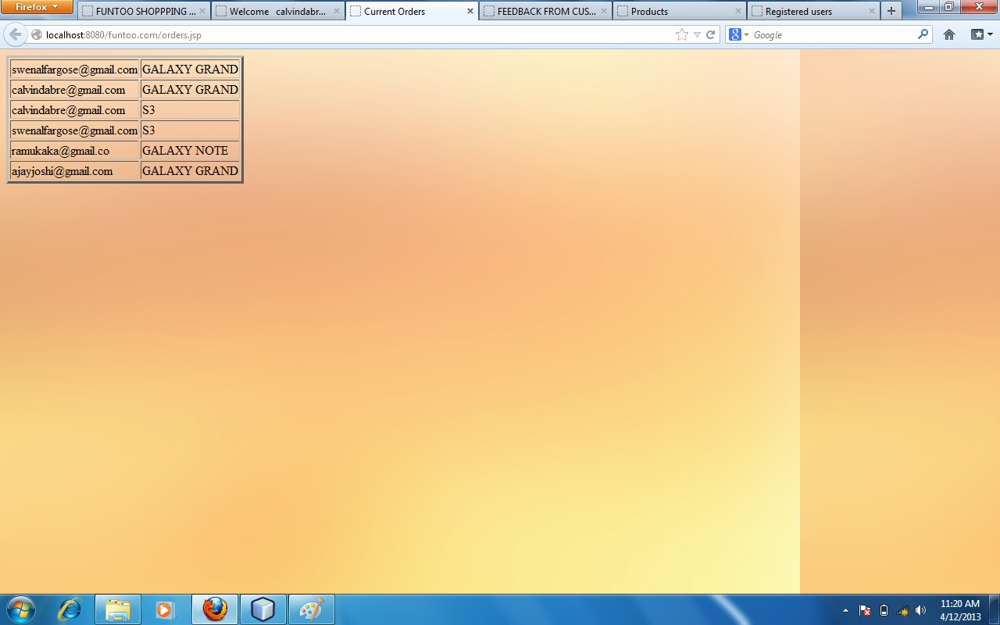 Firefox
FUNTOO SHOPPPING ...
Welcome calvindabr...
Current Orders
FEEDBACK FROM CUS...
Products
Registered users
localhost:8080/funtoo.com/orders.jsp
Google
swenalfargose@gmail.com GALAXY GRAND
calvindabre@gmail.com GALAXY GRAND
calvindabre@gmail.com S3
swenalfargose@gmail.com S3
ramukaka@gmail.co GALAXY NOTE
ajayjoshi@gmail.com GALAXY GRAND
11:20 AM
4/12/2013